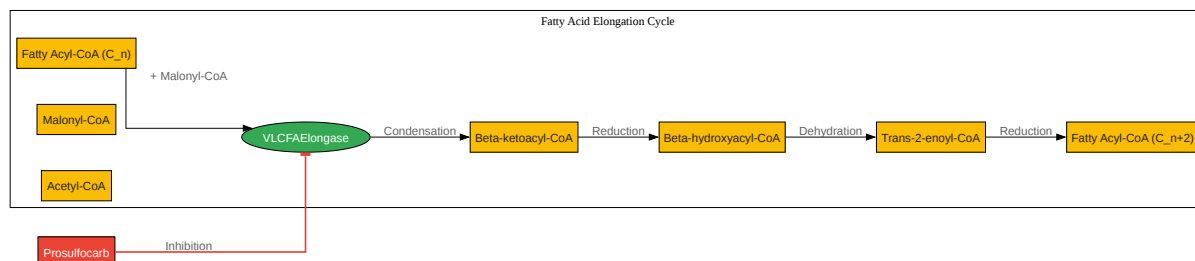 Fatty Acid Elongation Cycle
Fatty Acyl-CoA (C_n)
+ Malonyl-CoA
Malonyl-CoA
VLCFAElongase
Condensation
Beta-ketoacyl-CoA
Reduction
Beta-hydroxyacyl-CoA
Dehydration
Trans-2-enoyl-CoA
Reduction
Fatty Acyl-CoA (C_n+2)
Acetyl-CoA
Prosulfocarb
Inhibition